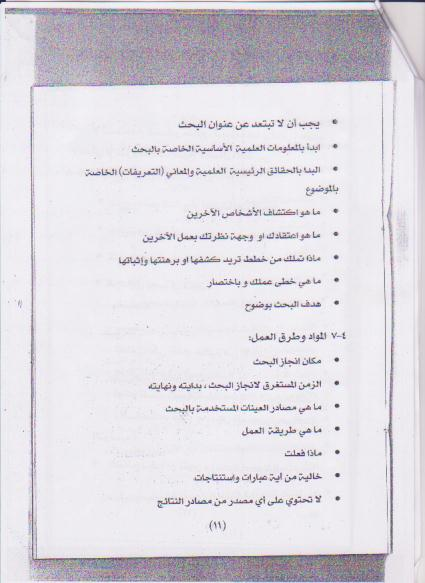 • يجب أن لا تبتعد عن عنوان البحث
• ابدأ بالمعلومات العلمية الأساسية الخاصة بالبحث
• البدا بالحقائق الرئيسية العلمية والمعاني (التعريفات) الخاصة
بالموضوع
• ما هو اكتشاف الأشخاص الآخرين
• ما هو اعتقادك او وجهة نظرتك بعمل الآخرين
• ماذا تملك من خطط تريد كشفها او برهنتها وإثباتها
• ما هي خطى عملك و باختصار
• هدف البحث بوضوح
٧-٤ المواد وطرق العمل:
• مكان انجاز البحث
• الزمن المستغرق لانجاز البحث ، بدايته ونهايته
• ما هي مصادر العينات المستخدمة بالبحث
• ما هي طريقة العمل
• ماذا فعلت
• خالية من أية عبارات واستنتاجات
• لا تحتوي على أي مصدر من مصادر النتائج
(١١)